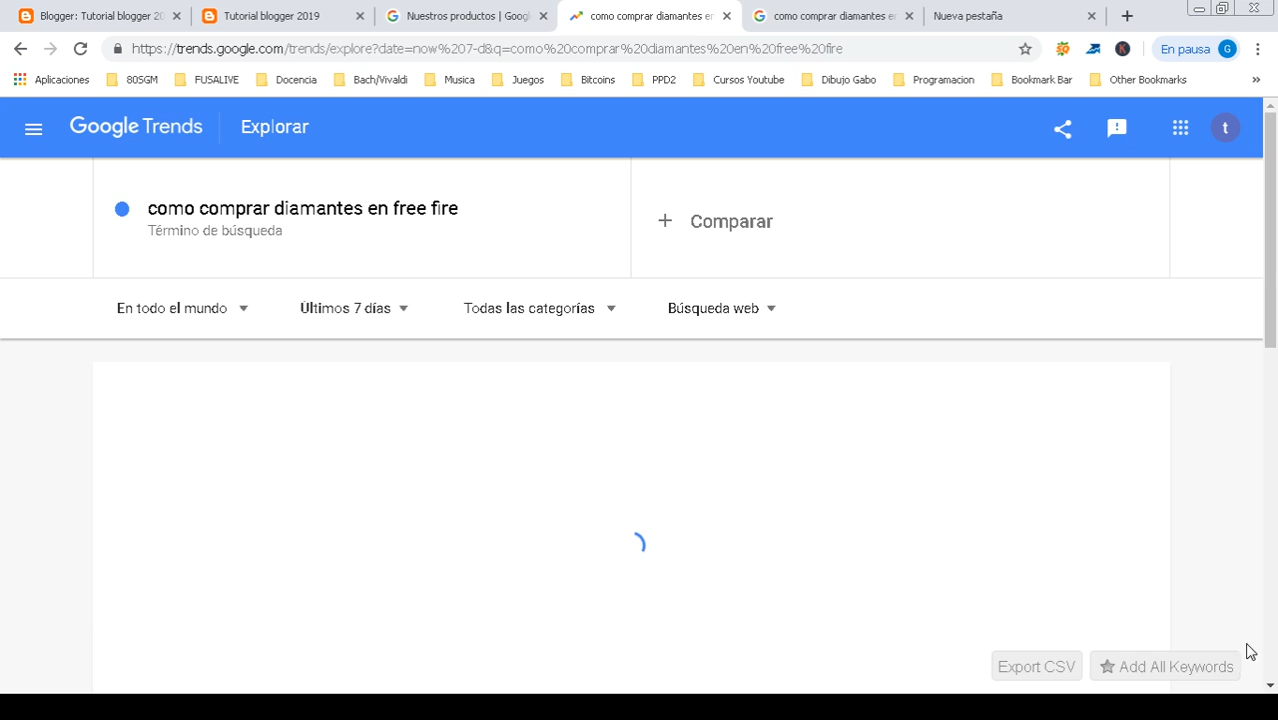 Blogger: Tutorial blogger 20
Tutorial blogger 2019
Nuestros productos | Googl
como comprar diamantes en
como comprar diamantes en
Nueva pestaña
https://trends.google.com/trends/explore?date=now%207-d&q=como%20comprar%20diamantes%20en%20free%20fire
En pausa G
Aplicaciones 80SGM FUSALIVE Docencia Bach/Vivaldi Musica Juegos Bitcoins PPD2 Cursos Youtube Dibujo Gabo Programacion Bookmark Bar Other Bookmarks »
Google Trends Explorar t
como comprar diamantes en free fire
Término de búsqueda
+ Comparar
En todo el mundo Últimos 7 días Todas las categorías Búsqueda web
Export CSV Add All Keywords